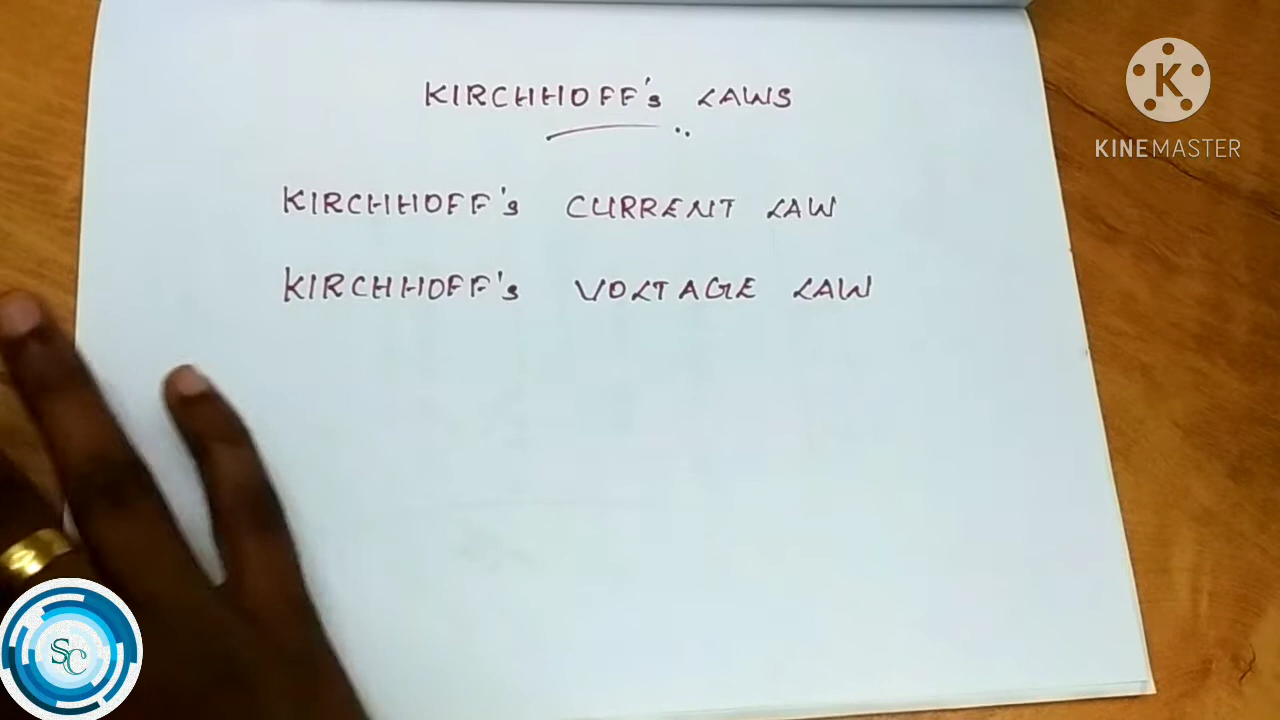 KIRCHHOFF's LAWS
KIRCHHOFF's CURRENT LAW
KIRCHHOFF's VOLTAGE LAW
K
KINEMASTER
SC